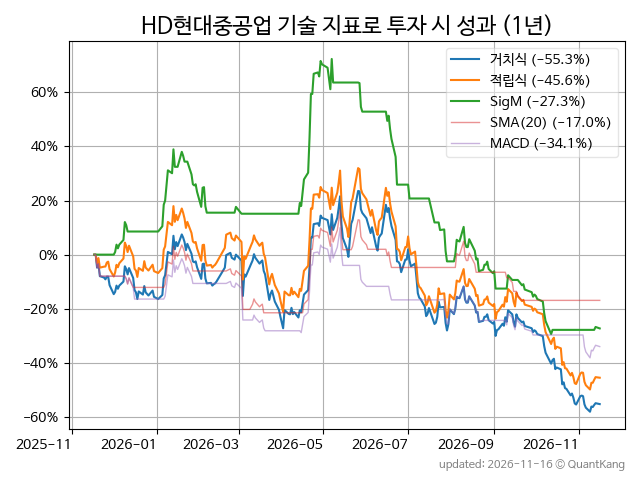 HD현대중공업 기술 지표로 투자 시 성과 (1년)
거치식 (−55.3%)
적립식 (−45.6%)
SigM (−27.3%)
SMA(20) (−17.0%)
MACD (−34.1%)
60%
40%
20%
0%
−20%
−40%
−60%
2025-11
2026-01
2026-03
2026-05
2026-07
2026-09
2026-11
updated: 2026-11-16 © QuantKang